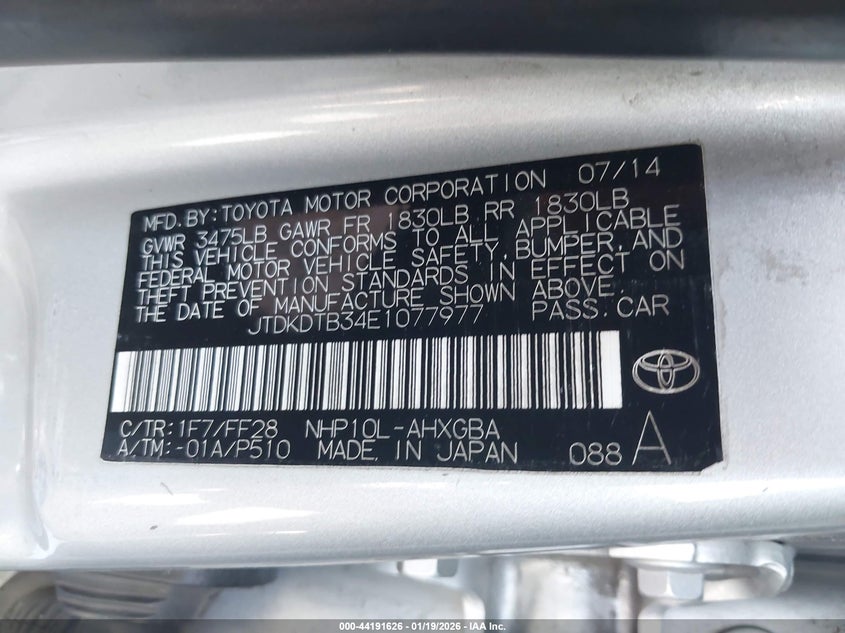 MFD. BY: TOYOTA MOTOR CORPORATION 07/14
GVWR 3475LB GAWR FR 1830LB RR 1830LB
THIS VEHICLE CONFORMS TO ALL APPLICABLE
FEDERAL MOTOR VEHICLE SAFETY, BUMPER, AND
THEFT PREVENTION STANDARDS IN EFFECT ON
THE DATE OF MANUFACTURE SHOWN ABOVE.
JTDKDTB34E1077977 PASS. CAR
C/TR: 1F7/FF28 NHP10L-AHXGBA
A/TM: -01A/P510 MADE IN JAPAN 088 A
000-44191626 - 01/19/2026 - IAA Inc.